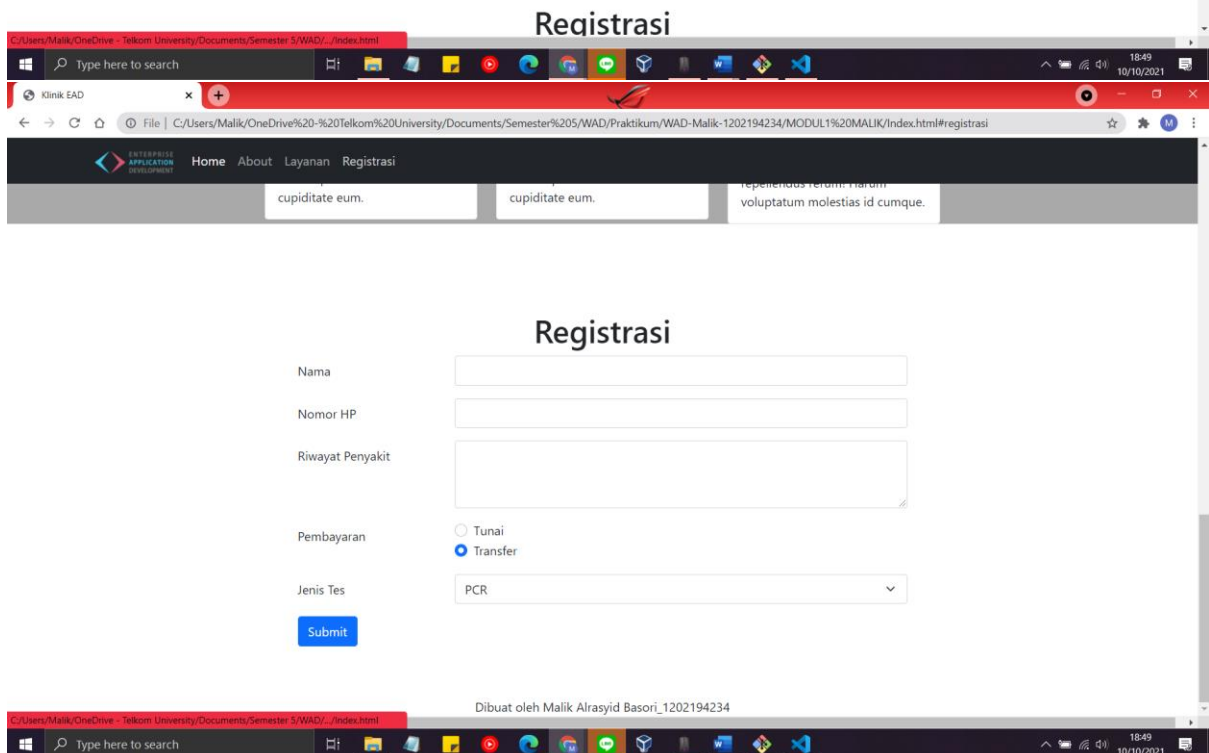 Registrasi
C:/Users/Malik/OneDrive - Telkom University/Documents/Semester 5/WAD/.../Index.html
Type here to search
18:49
10/10/2021
Klinik EAD
File | C:/Users/Malik/OneDrive%20-%20Telkom%20University/Documents/Semester%205/WAD/Praktikum/WAD-Malik-1202194234/MODUL1%20MALIK/Index.html#registrasi
M
ENTERPRISE
APPLICATION
DEVELOPMENT
Home About Layanan Registrasi
cupiditate eum.
cupiditate eum.
repellendus rerum! Harum
voluptatum molestias id cumque.
Registrasi
Nama
Nomor HP
Riwayat Penyakit
Pembayaran
Tunai
Transfer
Jenis Tes
PCR
Submit
Dibuat oleh Malik Alrasyid Basori_1202194234
C:/Users/Malik/OneDrive - Telkom University/Documents/Semester 5/WAD/.../Index.html
Type here to search
18:49
10/10/2021